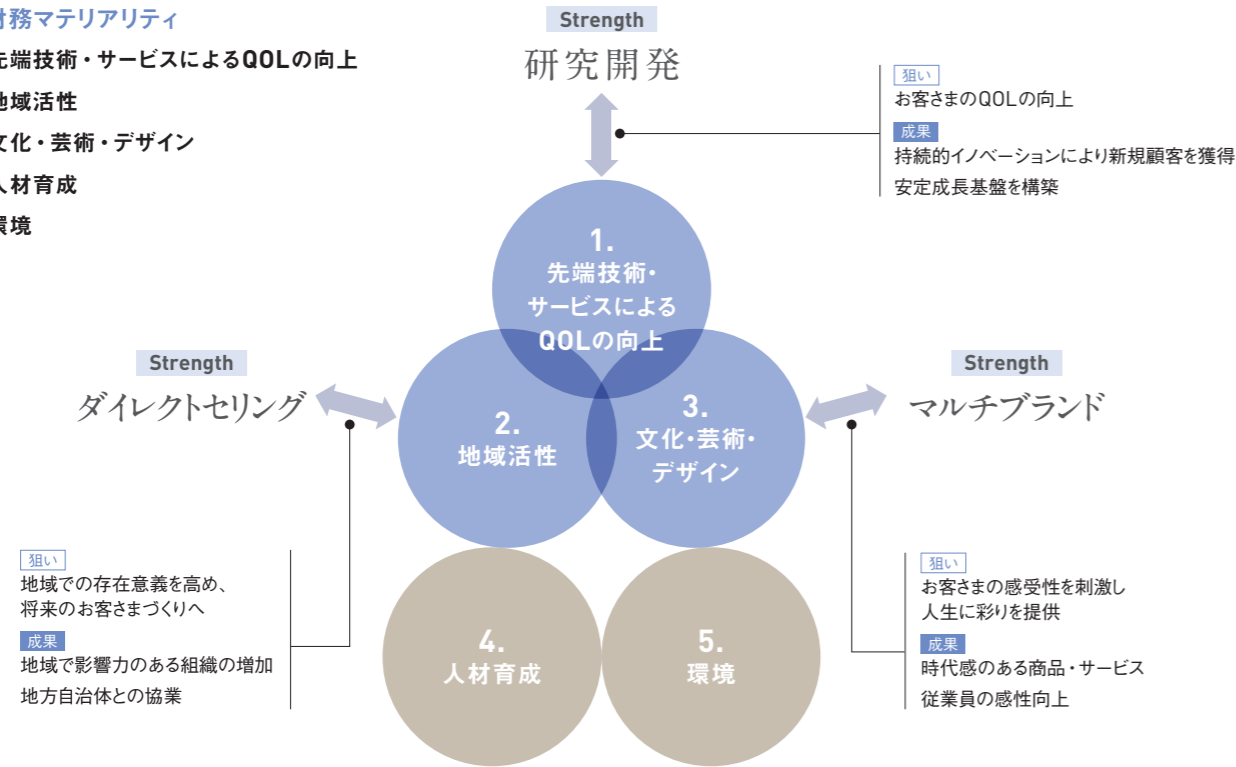 財務マテリアリティ
先端技術・サービスによるQOLの向上
地域活性
文化・芸術・デザイン
人材育成
環境
Strength
研究開発
狙い
お客さまのQOLの向上
成果
持続的イノベーションにより新規顧客を獲得
安定成長基盤を構築
1.
先端技術・
サービスによる
QOLの向上
Strength
ダイレクトセリング
2.
地域活性
3.
文化・芸術・
デザイン
Strength
マルチブランド
狙い
地域での存在意義を高め、
将来のお客さまづくりへ
成果
地域で影響力のある組織の増加
地方自治体との協業
4.
人材育成
5.
環境
狙い
お客さまの感受性を刺激し
人生に彩りを提供
成果
時代感のある商品・サービス
従業員の感性向上